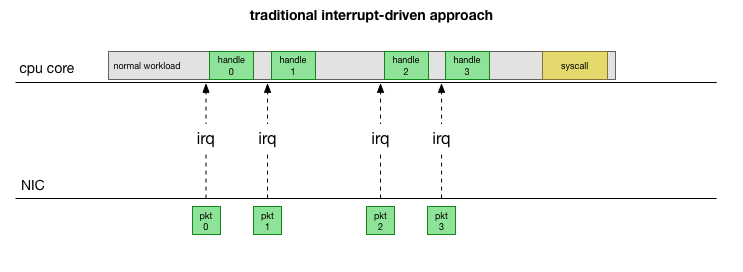 traditional interrupt-driven approach
cpu core
normal workload
handle
0
handle
1
handle
2
handle
3
syscall
irq
irq
irq
irq
NIC
pkt
0
pkt
1
pkt
2
pkt
3